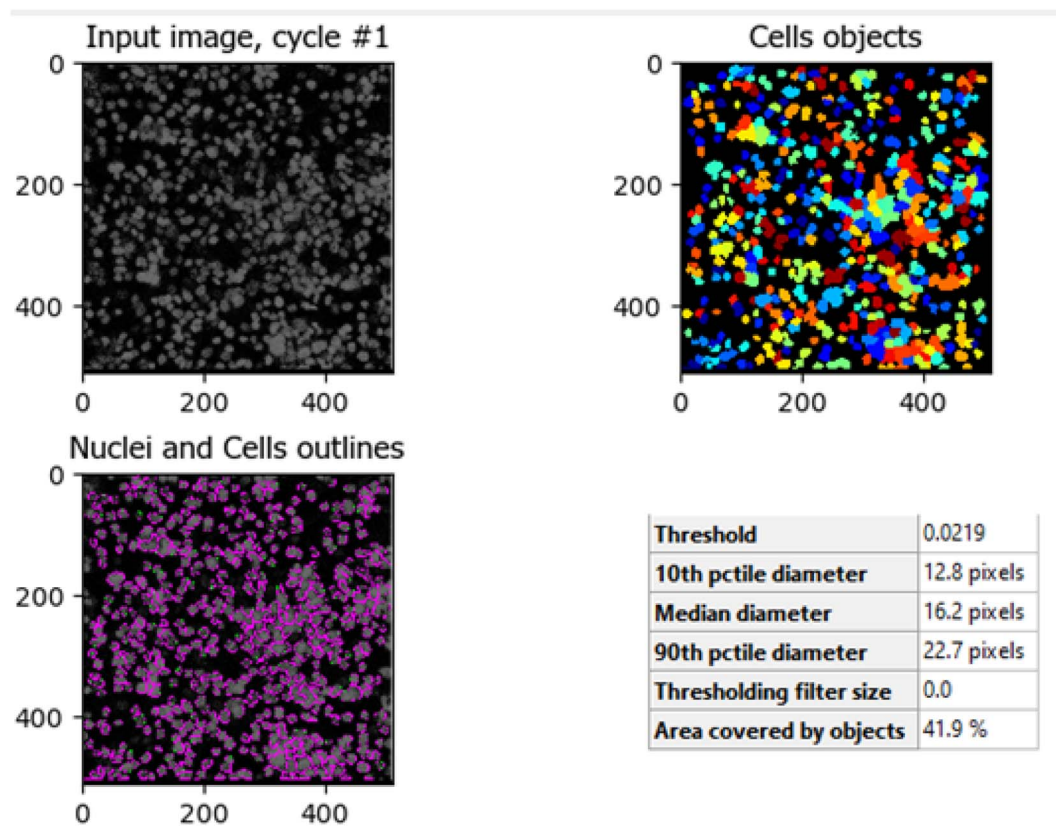 Input image, cycle #1
Cells objects
0
200
400
0
200
400
0
200
400
0
200
400
Nuclei and Cells outlines
0
200
400
0
200
400
Threshold 0.0219
10th pctile diameter 12.8 pixels
Median diameter 16.2 pixels
90th pctile diameter 22.7 pixels
Thresholding filter size 0.0
Area covered by objects 41.9 %